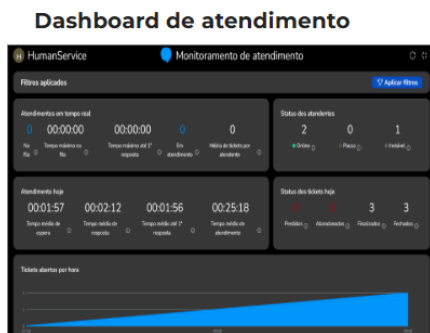 Dashboard de atendimento
H HumanService
Monitoramento de atendimento
Filtros aplicados
Aplicar filtros
Atendimentos em tempo real
0 00:00:00 00:00:00 0 0
Na fila
Tempo máximo na fila
Tempo máximo até 1ª resposta
Em atendimento
Média de tickets por atendente
Status dos atendentes
2 0 1
Online Pausa Invisível
Atendimento hoje
00:01:57 00:02:12 00:01:56 00:25:18
Tempo médio de espera
Tempo médio de resposta
Tempo médio até 1ª resposta
Tempo médio de atendimento
Status dos tickets hoje
3 3
Perdidos Abandonados Finalizados Fechados
Tickets abertos por hora